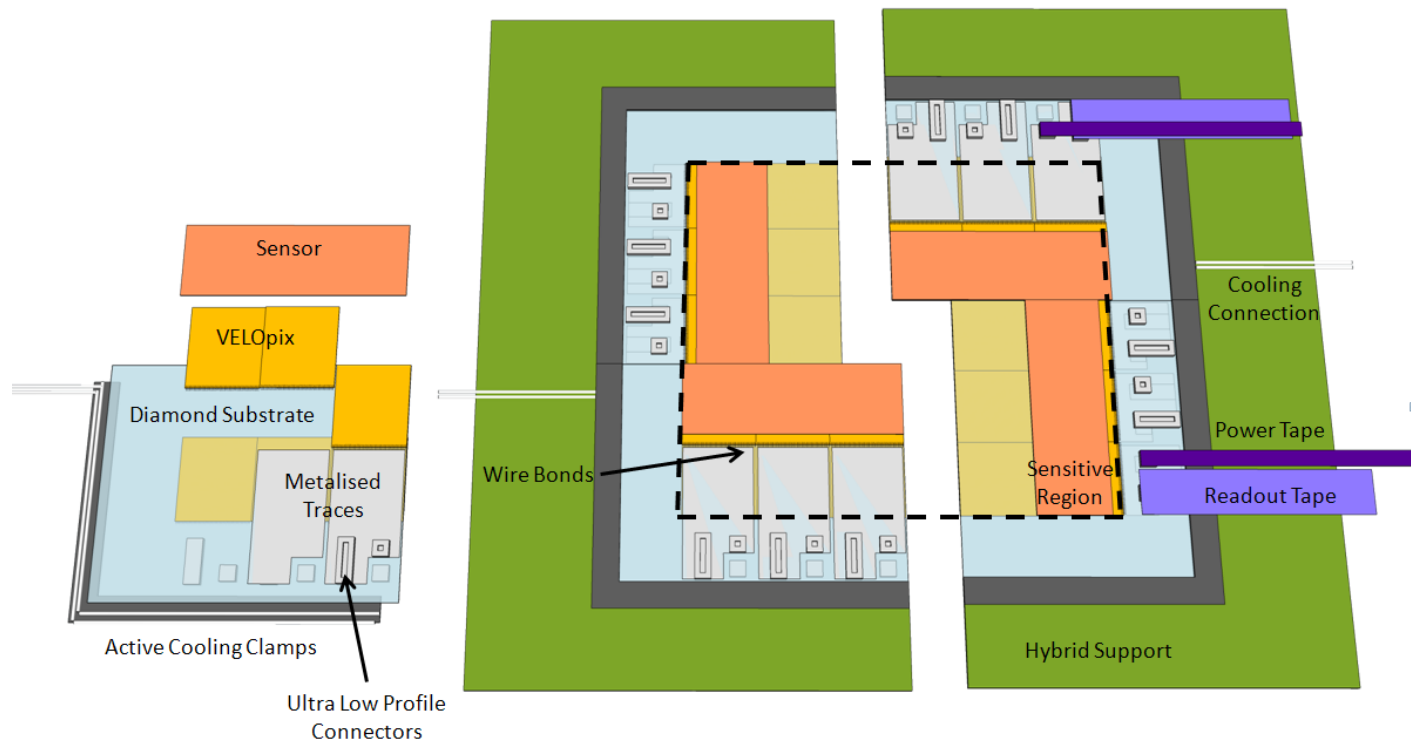 Sensor
VELOpix
Diamond Substrate
Metalised
Traces
Active Cooling Clamps
Ultra Low Profile
Connectors
Wire Bonds
Sensitive
Region
Cooling
Connection
Power Tape
Readout Tape
Hybrid Support